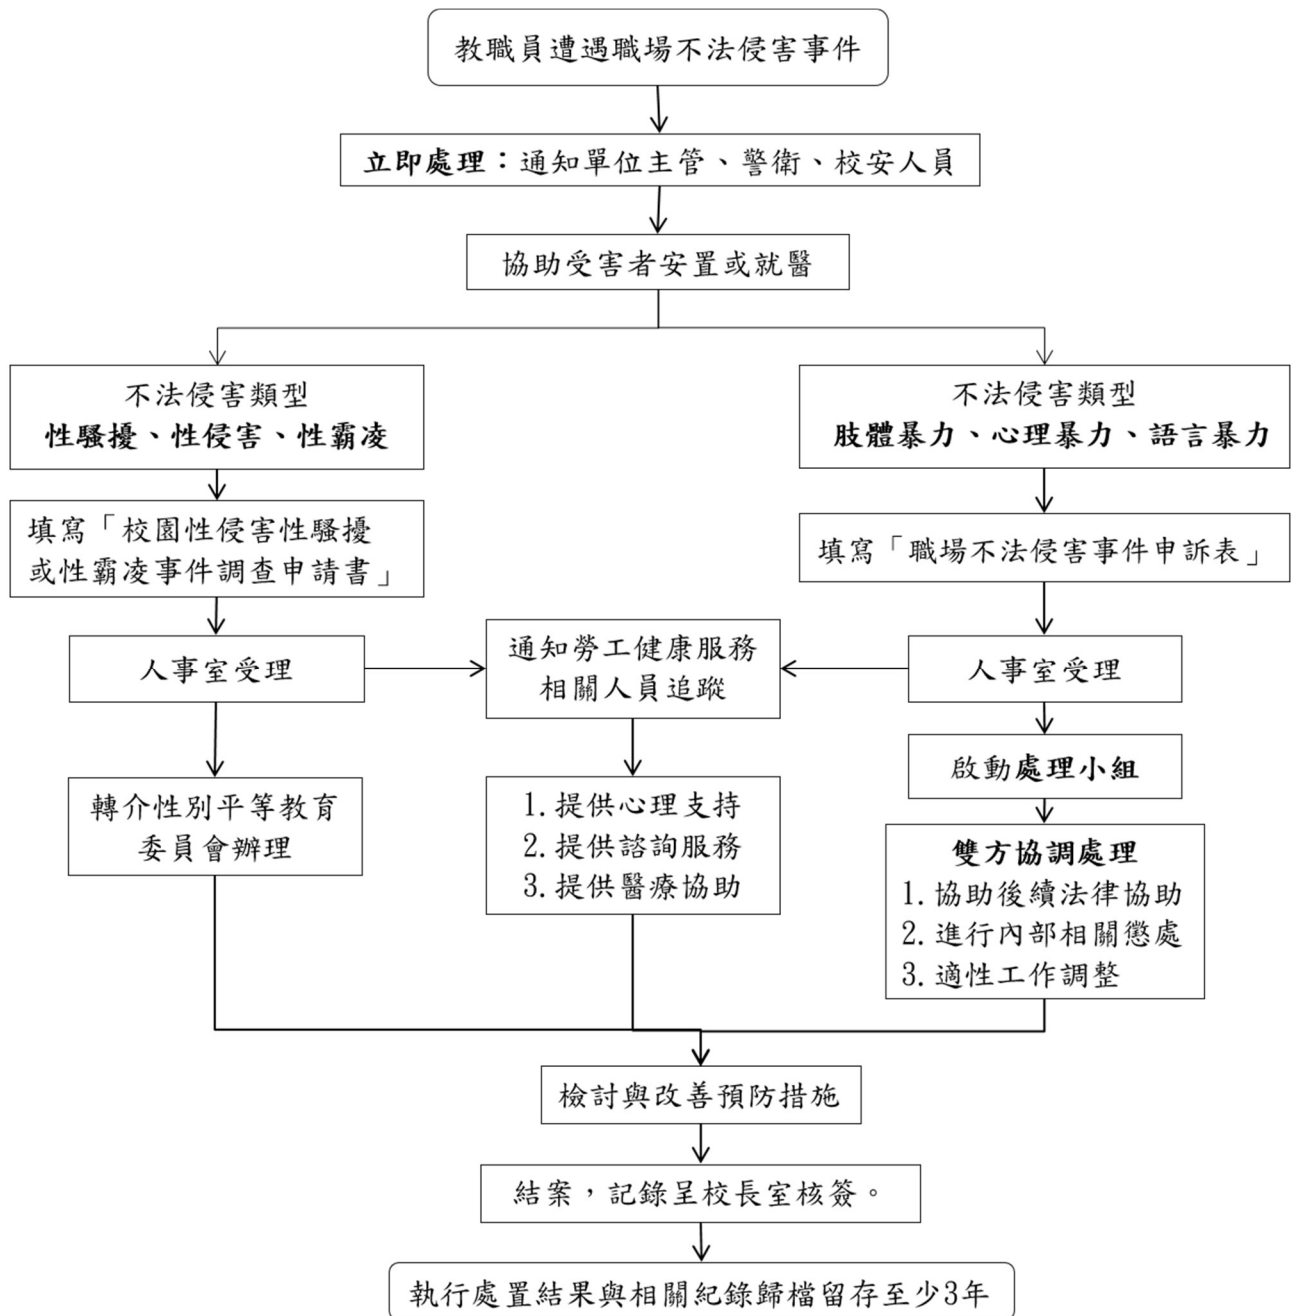 教職員遭遇職場不法侵害事件
立即處理：通知單位主管、警衛、校安人員
協助受害者安置或就醫
不法侵害類型
性騷擾、性侵害、性霸凌
填寫「校園性侵害性騷擾
或性霸凌事件調查申請書」
人事室受理
轉介性別平等教育
委員會辦理
通知勞工健康服務
相關人員追蹤
1.提供心理支持
2.提供諮詢服務
3.提供醫療協助
不法侵害類型
肢體暴力、心理暴力、語言暴力
填寫「職場不法侵害事件申訴表」
人事室受理
啟動處理小組
雙方協調處理
1.協助後續法律協助
2.進行內部相關懲處
3.適性工作調整
檢討與改善預防措施
結案，記錄呈校長室核簽。
執行處置結果與相關紀錄歸檔留存至少3年